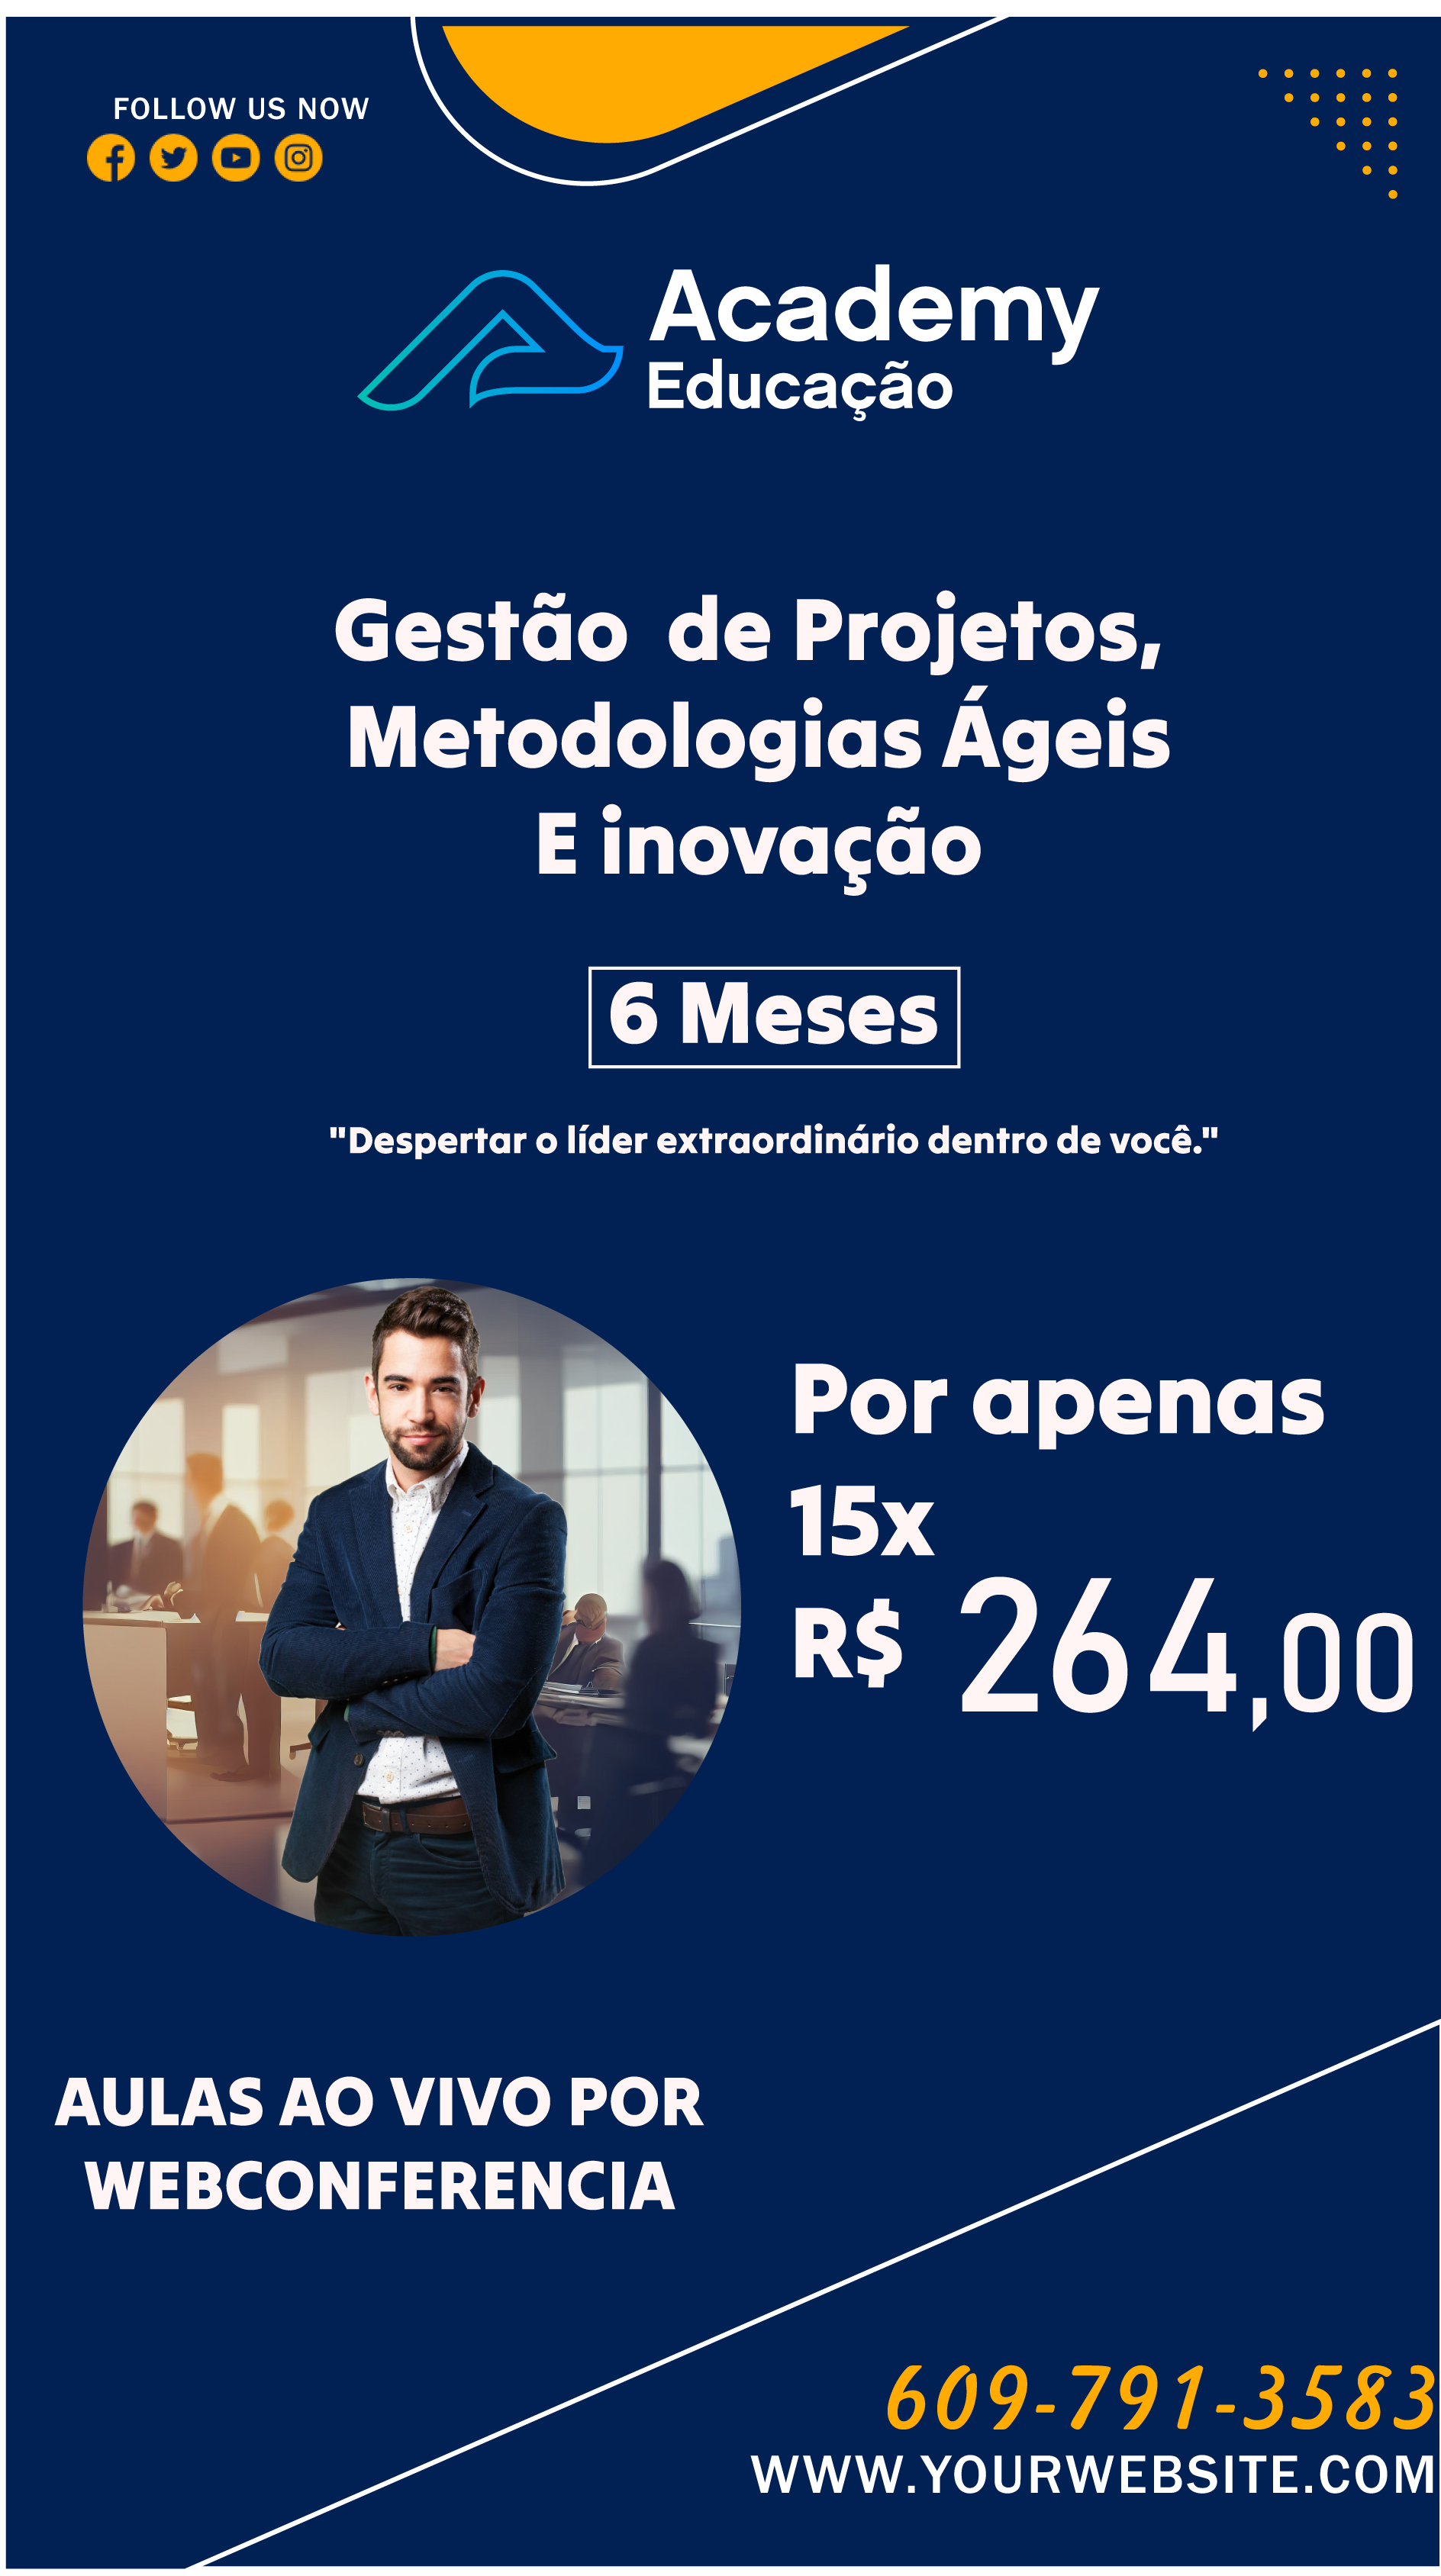 FOLLOW US NOW
Academy
Educação
Gestão de Projetos,
Metodologias Ágeis
E inovação
6 Meses
"Despertar o líder extraordinário dentro de você."
Por apenas
15x
R$ 264,00
AULAS AO VIVO POR
WEBCONFERENCIA
609-791-3583
WWW.YOURWEBSITE.COM